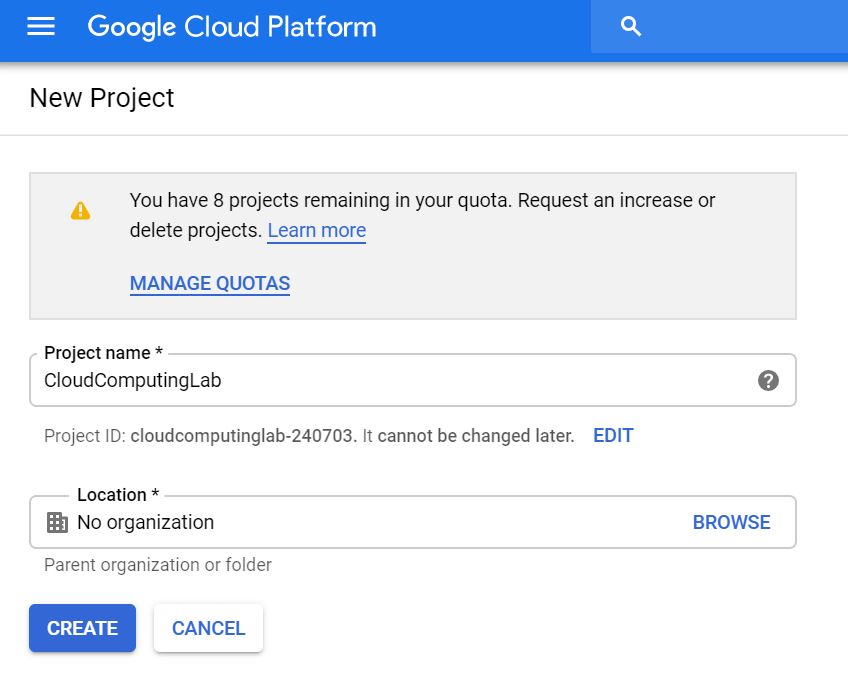 Google Cloud Platform
New Project
You have 8 projects remaining in your quota. Request an increase or
delete projects. Learn more
MANAGE QUOTAS
Project name *
CloudComputingLab
Project ID: cloudcomputinglab-240703. It cannot be changed later. EDIT
Location *
No organization BROWSE
Parent organization or folder
CREATE CANCEL